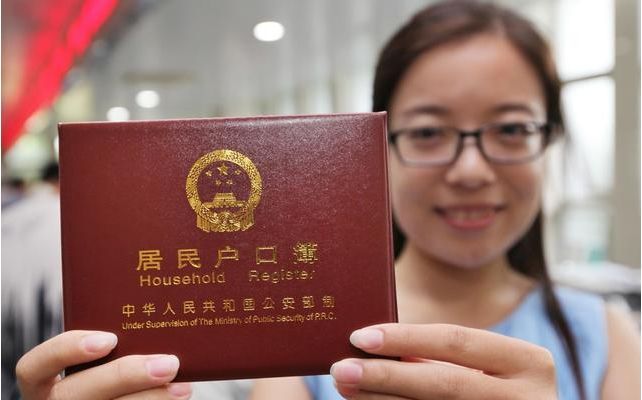 居民户口簿
Household Register
中华人民共和国公安部制
Under Supervision of The Ministry of Public Security of P.R.C.